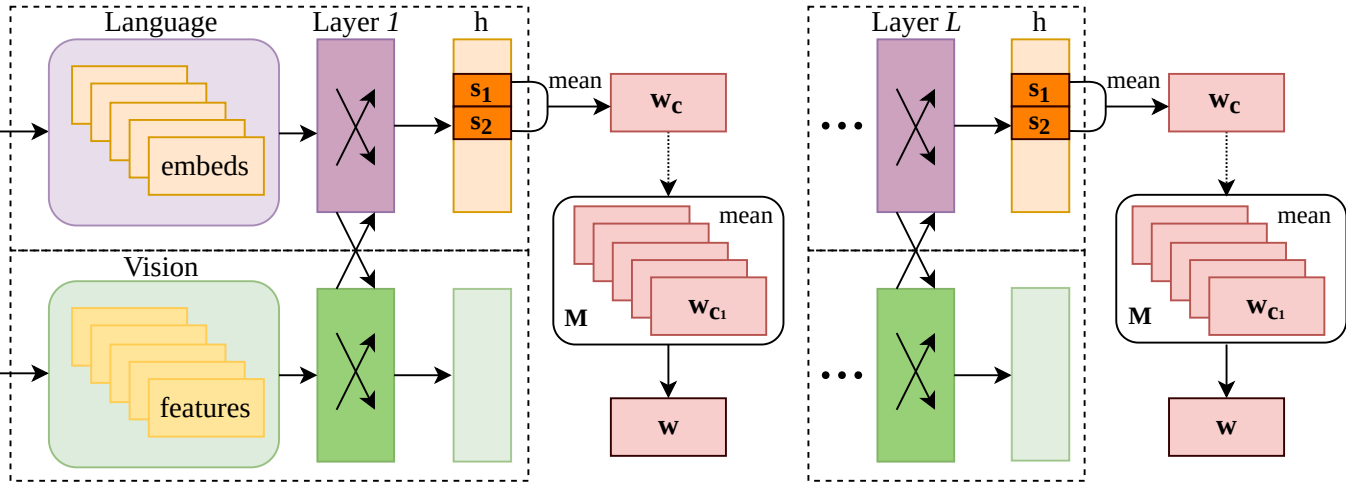 Language
Layer 1
h
embeds
s1
s2
mean
wc
mean
M
wc1
w
Vision
features
...
Layer L
h
s1
s2
mean
wc
mean
M
wc1
w
...